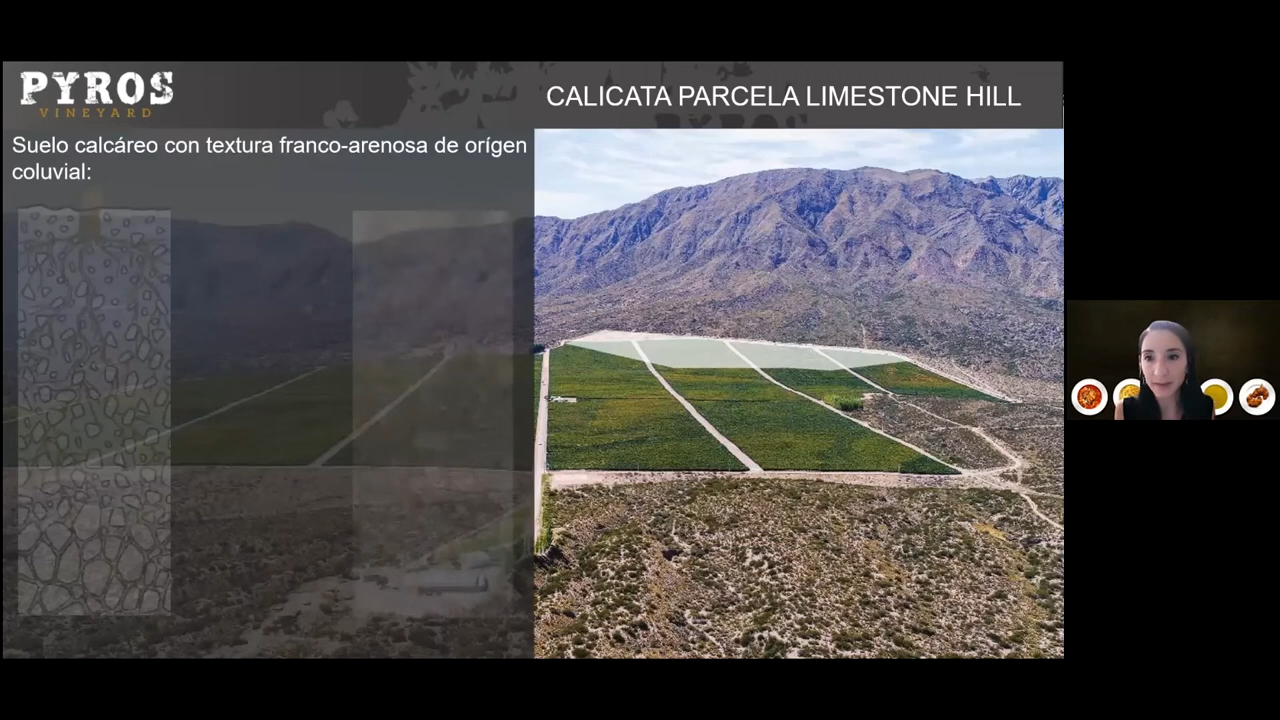 PYROS
VINEYARD
CALICATA PARCELA LIMESTONE HILL
Suelo calcáreo con textura franco-arenosa de orígen
coluvial: